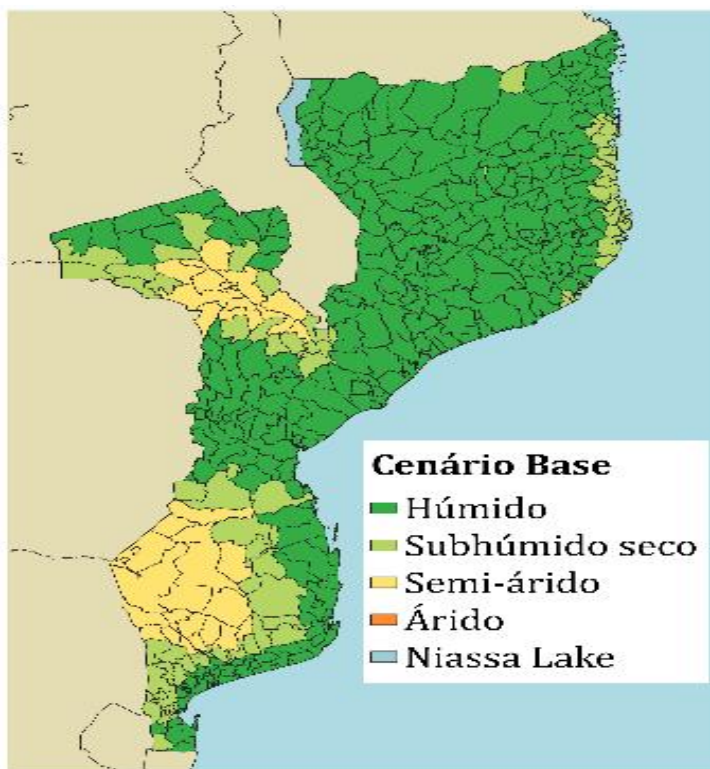 Cenário Base
Húmido
Subhúmido seco
Semi-árido
Árido
Niassa Lake